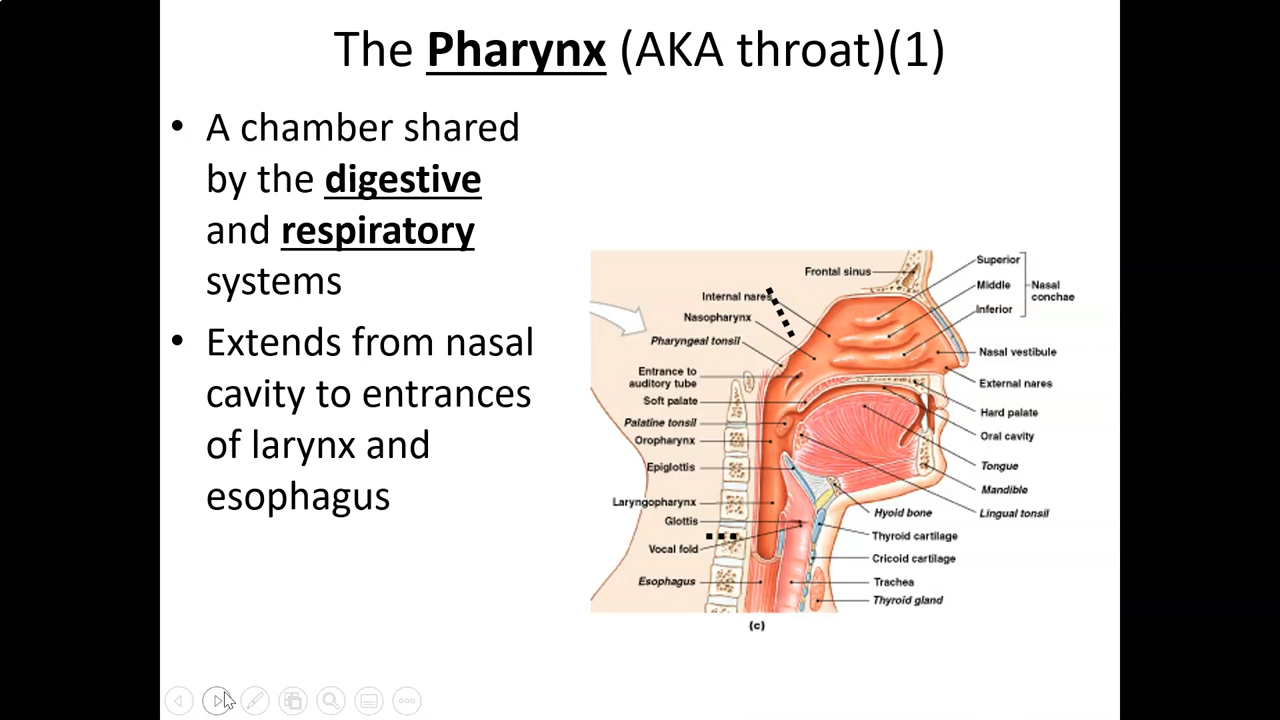 The Pharynx (AKA throat)(1)
• A chamber shared
by the digestive
and respiratory
systems
• Extends from nasal
cavity to entrances
of larynx and
esophagus
Frontal sinus
Internal nares
Nasopharynx
Pharyngeal tonsil
Entrance to
auditory tube
Soft palate
Palatine tonsil
Oropharynx
Epiglottis
Laryngopharynx
Glottis
Vocal fold
Esophagus
Superior
Middle
Inferior
Nasal
conchae
Nasal vestibule
External nares
Hard palate
Oral cavity
Tongue
Mandible
Lingual tonsil
Hyoid bone
Thyroid cartilage
Cricoid cartilage
Trachea
Thyroid gland
(c)